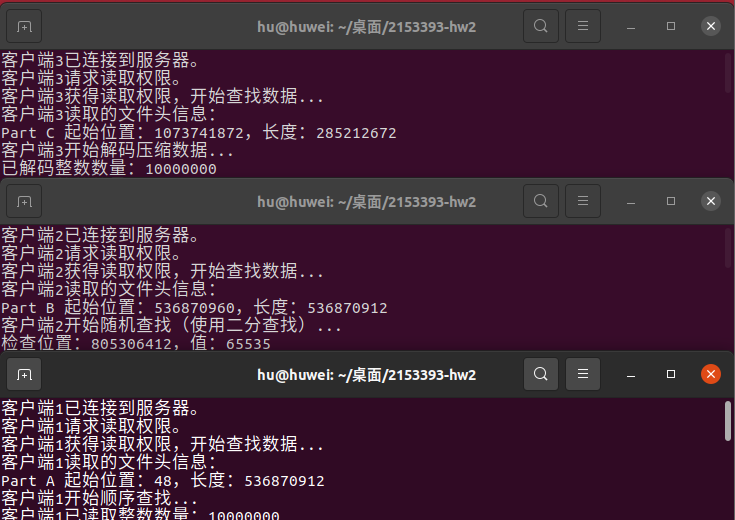 hu@huwei: ~/桌面/2153393-hw2
客户端3已连接到服务器。
客户端3请求读取权限。
客户端3获得读取权限，开始查找数据...
客户端3读取的文件头信息：
Part C 起始位置：1073741872，长度：285212672
客户端3开始解码压缩数据...
已解码整数数量：10000000
hu@huwei: ~/桌面/2153393-hw2
客户端2已连接到服务器。
客户端2请求读取权限。
客户端2获得读取权限，开始查找数据...
客户端2读取的文件头信息：
Part B 起始位置：536870960，长度：536870912
客户端2开始随机查找（使用二分查找）...
检查位置：805306412，值：65535
hu@huwei: ~/桌面/2153393-hw2
客户端1已连接到服务器。
客户端1请求读取权限。
客户端1获得读取权限，开始查找数据...
客户端1读取的文件头信息：
Part A 起始位置：48，长度：536870912
客户端1开始顺序查找...
客户端1已读取整数数量：10000000